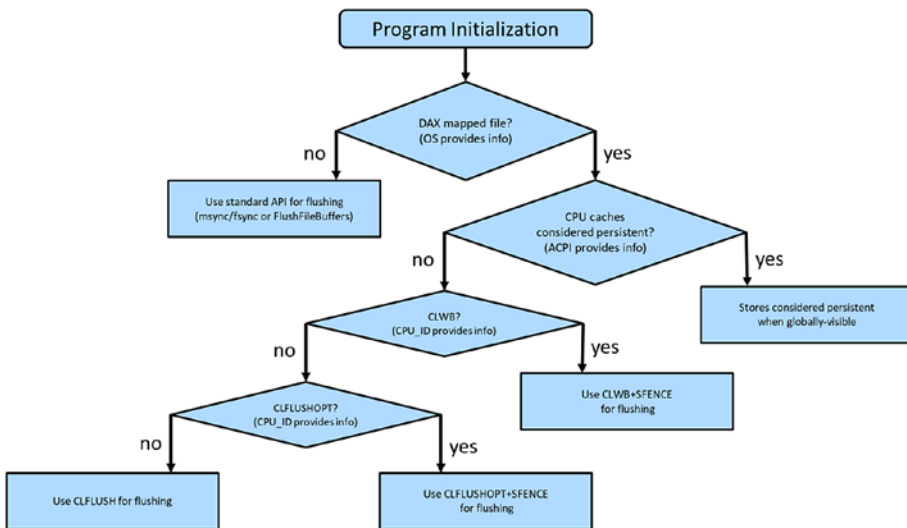 Program Initialization
DAX mapped file?
(OS provides info)
no
yes
Use standard API for flushing
(msync/fsync or FlushFileBuffers)
CPU caches
considered persistent?
(ACPI provides info)
no
yes
Stores considered persistent
when globally-visible
CLWB?
(CPU_ID provides info)
no
yes
Use CLWB+SFENCE
for flushing
CLFLUSHOPT?
(CPU_ID provides info)
no
yes
Use CLFLUSH for flushing
Use CLFLUSHOPT+SFENCE
for flushing